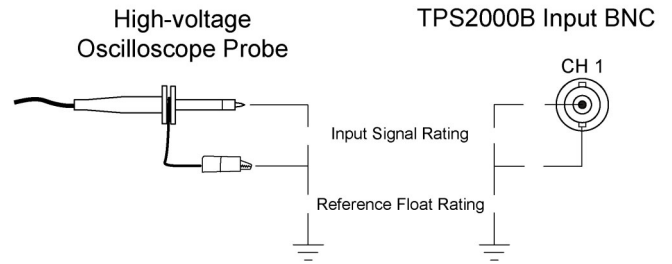 High-voltage
Oscilloscope Probe
TPS2000B Input BNC
CH 1
Input Signal Rating
Reference Float Rating